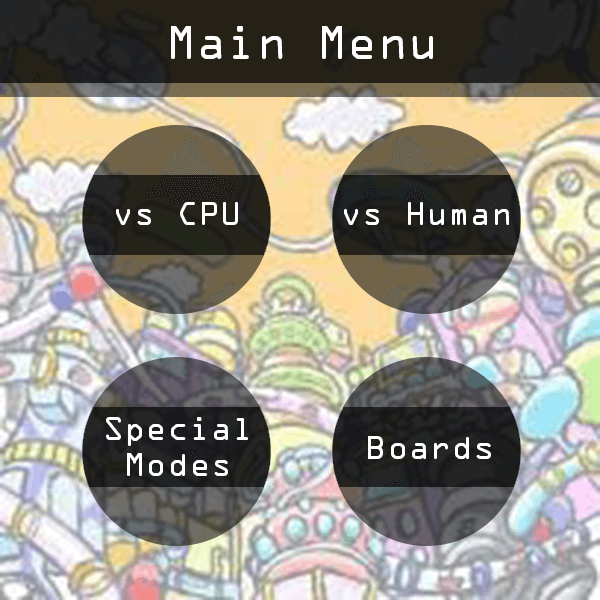 Main Menu
vs CPU
vs Human
Special
Modes
Boards